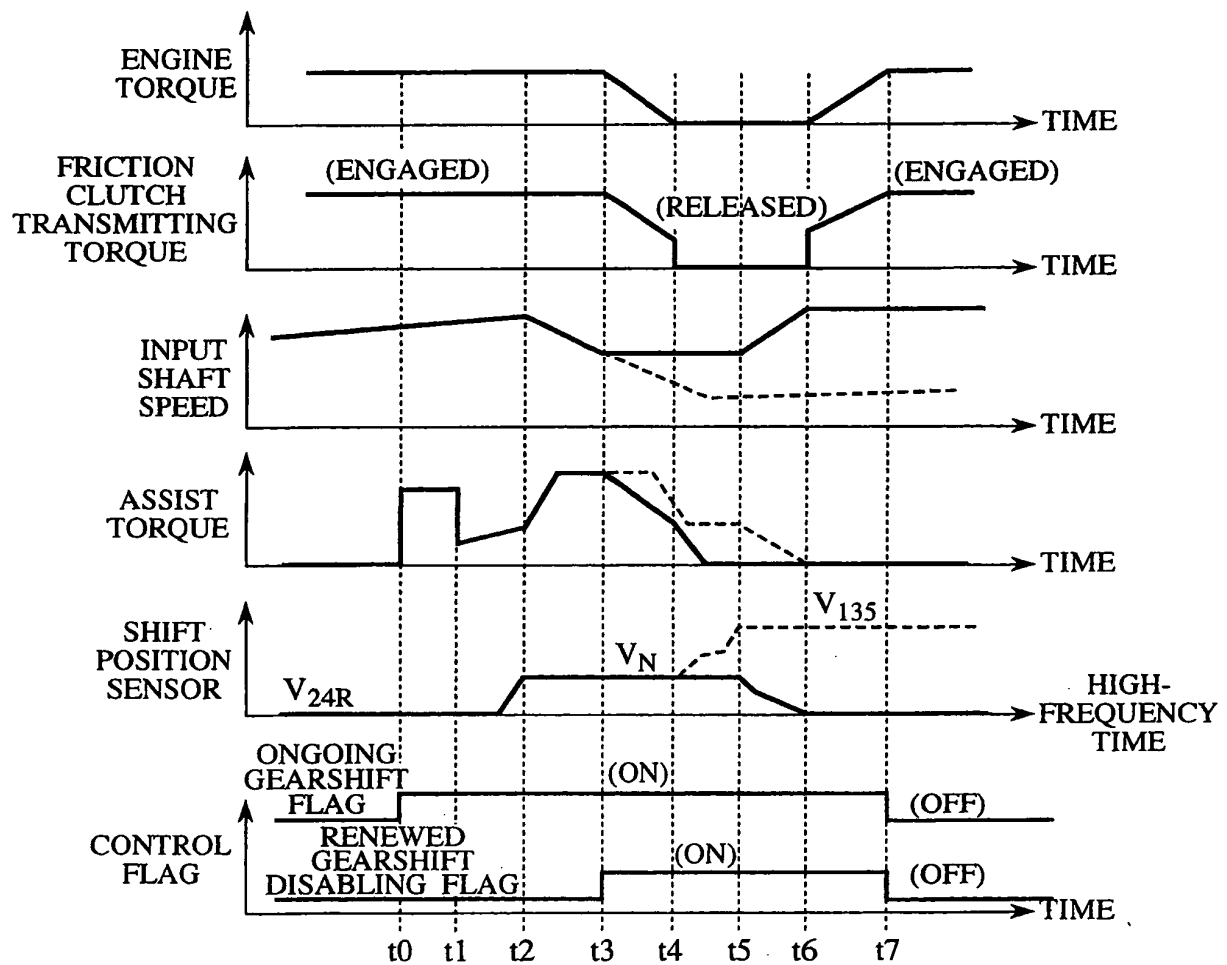 ENGINE
TORQUE
TIME
FRICTION
CLUTCH
TRANSMITTING
TORQUE
(ENGAGED)
(RELEASED)
(ENGAGED)
TIME
INPUT
SHAFT
SPEED
TIME
ASSIST
TORQUE
TIME
SHIFT
POSITION
SENSOR
V24R
VN
V135
HIGH-
FREQUENCY
TIME
ONGOING
GEARSHIFT
FLAG
(ON)
(OFF)
CONTROL
FLAG
RENEWED
GEARSHIFT
DISABLING FLAG
(ON)
(OFF)
TIME
t0 t1 t2 t3 t4 t5 t6 t7